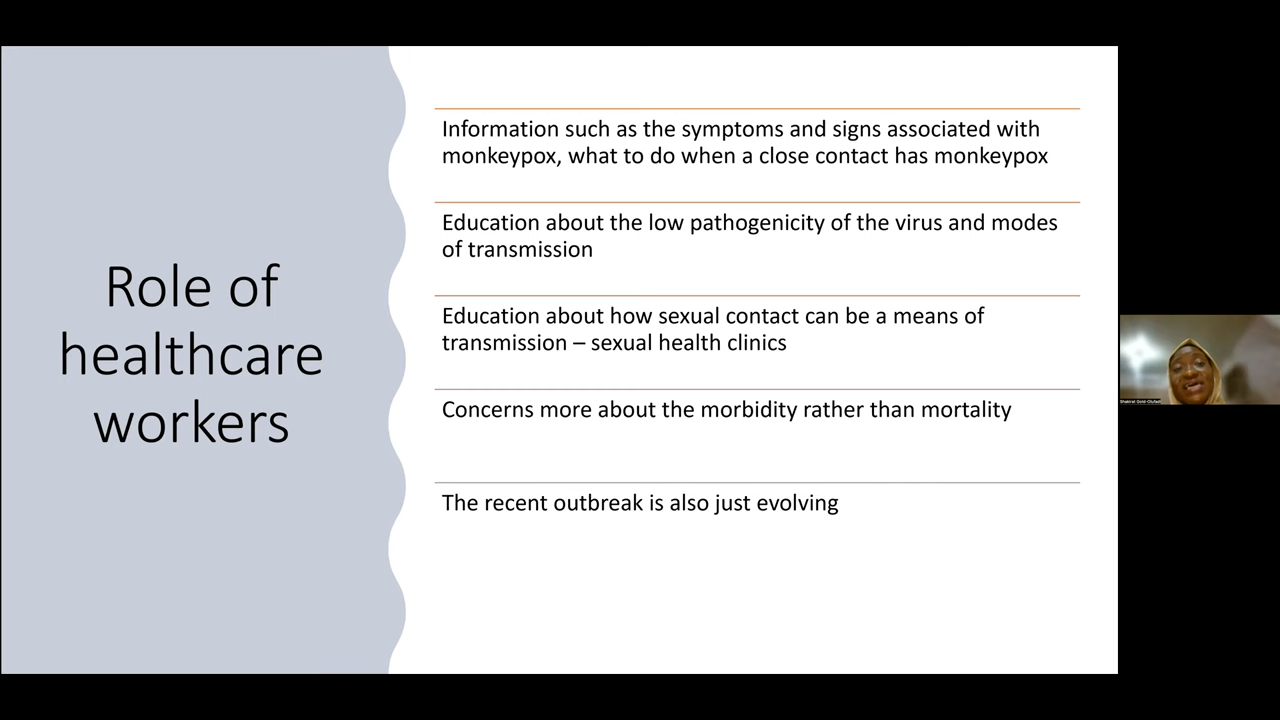 Role of
healthcare
workers
Information such as the symptoms and signs associated with
monkeypox, what to do when a close contact has monkeypox
Education about the low pathogenicity of the virus and modes
of transmission
Education about how sexual contact can be a means of
transmission – sexual health clinics
Concerns more about the morbidity rather than mortality
The recent outbreak is also just evolving